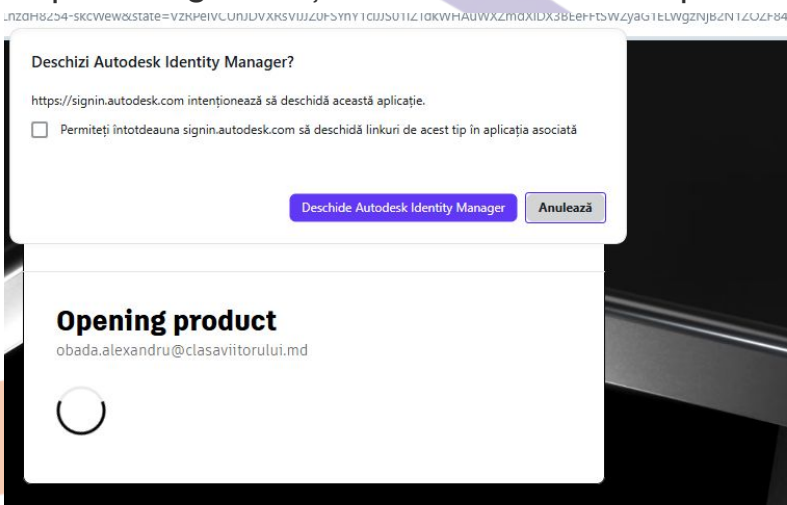 Deschizi Autodesk Identity Manager?
https://signin.autodesk.com intenționează să deschidă această aplicație.
Permiteți întotdeauna signin.autodesk.com să deschidă linkuri de acest tip în aplicația asociată
Deschide Autodesk Identity Manager Anulează
Opening product
obada.alexandru@clasaviitorului.md